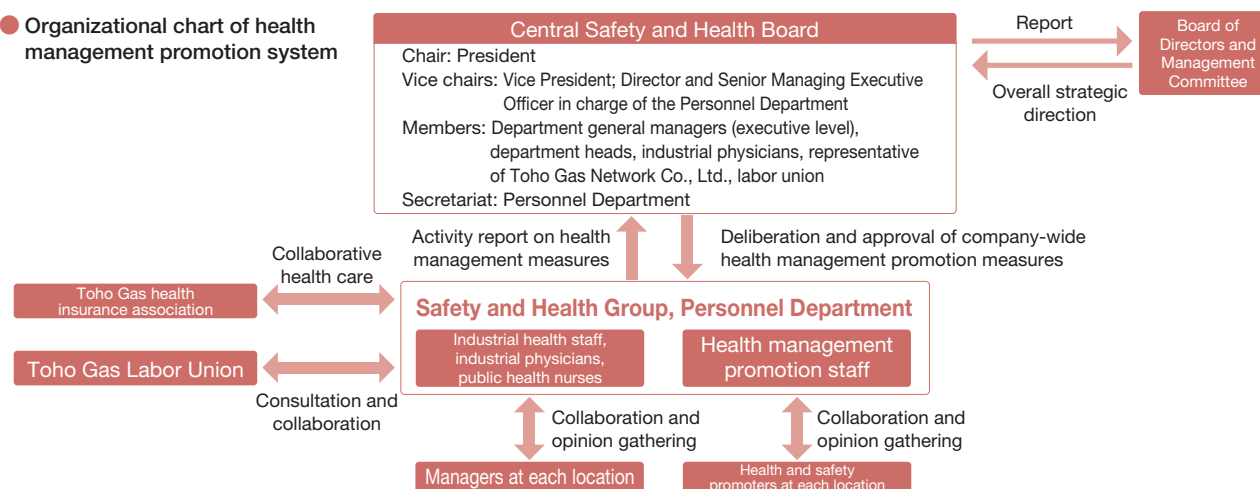 Organizational chart of health
management promotion system
Central Safety and Health Board
Chair: President
Vice chairs: Vice President; Director and Senior Managing Executive
Officer in charge of the Personnel Department
Members: Department general managers (executive level),
department heads, industrial physicians, representative
of Toho Gas Network Co., Ltd., labor union
Secretariat: Personnel Department
Report
Overall strategic
direction
Board of
Directors and
Management
Committee
Activity report on health
management measures
Deliberation and approval of company-wide
health management promotion measures
Collaborative
health care
Toho Gas health
insurance association
Toho Gas Labor Union
Consultation and
collaboration
Safety and Health Group, Personnel Department
Industrial health staff,
industrial physicians,
public health nurses
Health management
promotion staff
Collaboration and
opinion gathering
Collaboration and
opinion gathering
Managers at each location
Health and safety
promoters at each location